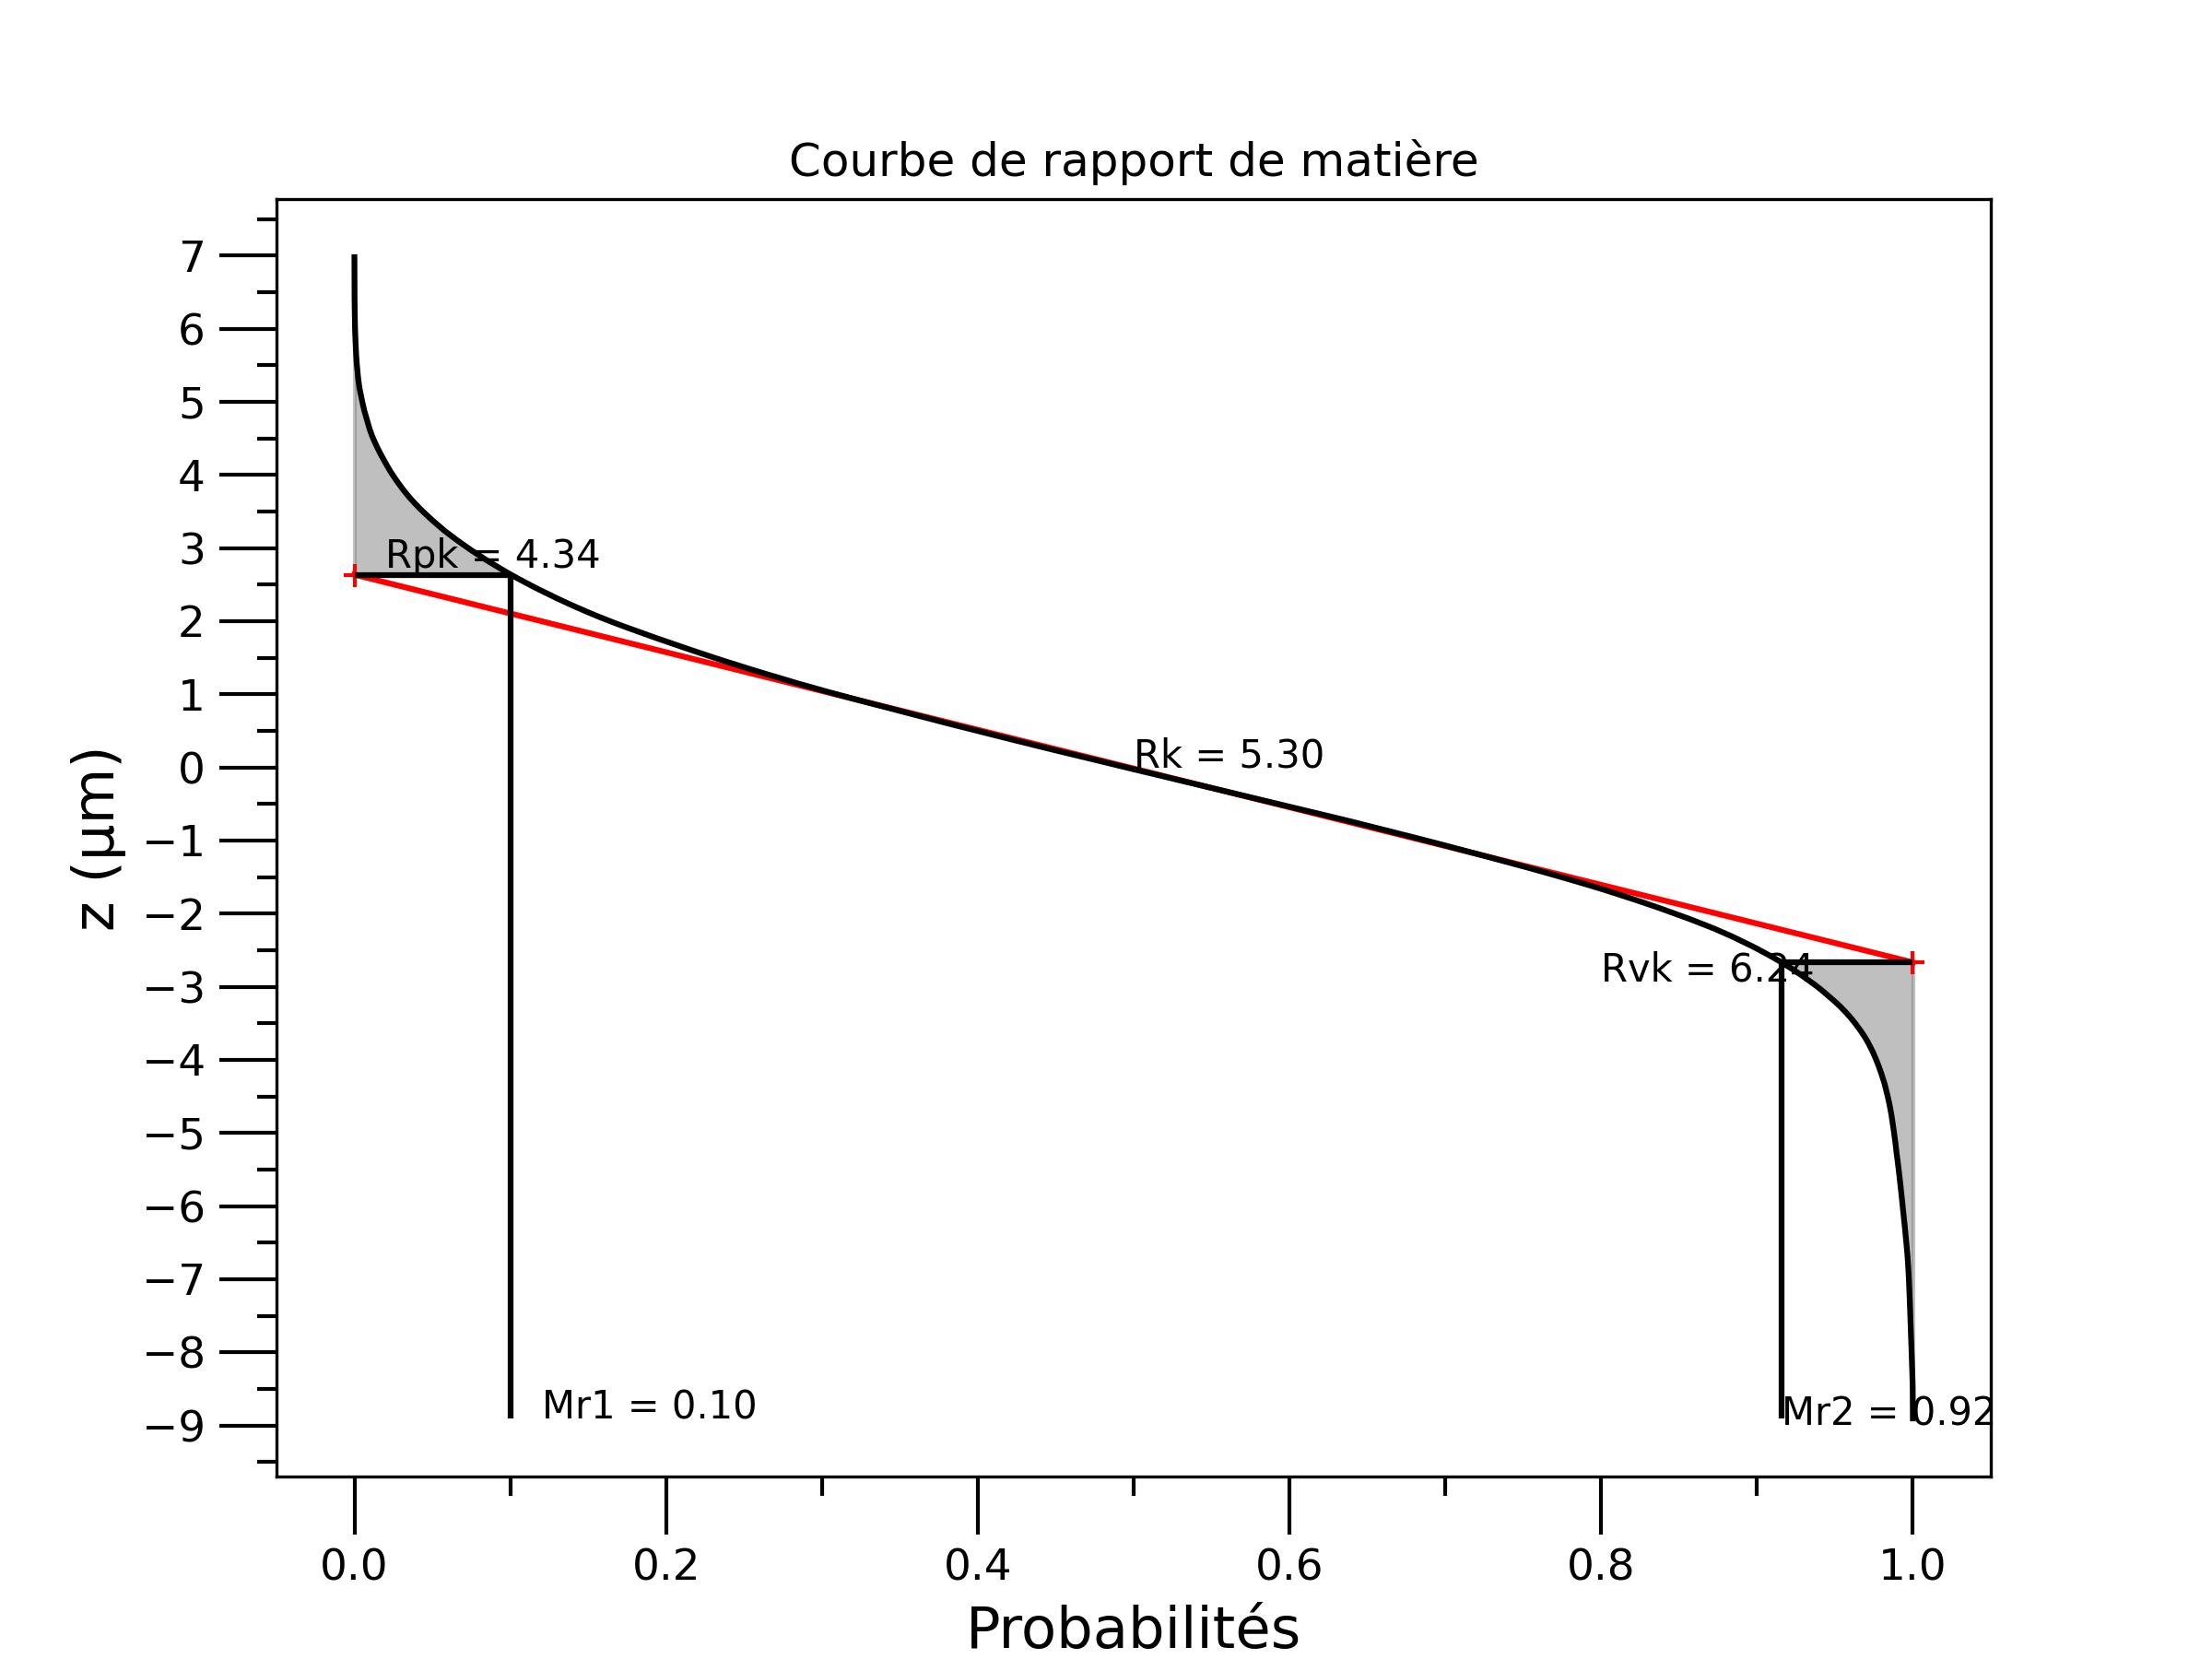 Courbe de rapport de matière
7
6
5
4
3
2
1
0
−1
−2
−3
−4
−5
−6
−7
−8
−9
z (µm)
Rpk = 4.34
Rk = 5.30
Rvk = 6.24
Mr1 = 0.10
Mr2 = 0.92
0.0 0.2 0.4 0.6 0.8 1.0
Probabilités